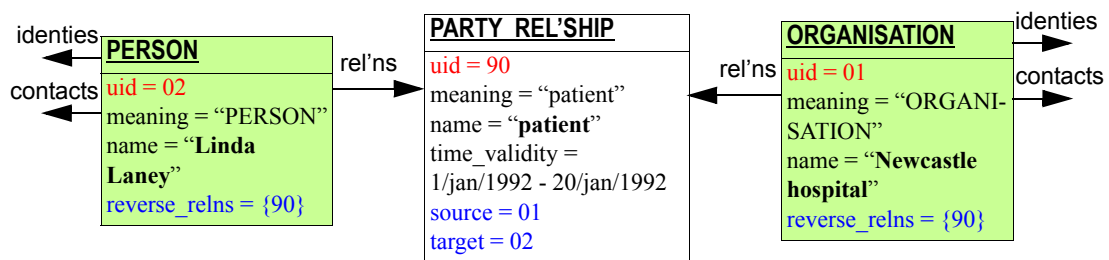 identies
contacts
PERSON
uid = 02
meaning = “PERSON”
name = “Linda
Laney”
reverse_relns = {90}
rel'ns
PARTY REL'SHIP
uid = 90
meaning = “patient”
name = “patient”
time_validity =
1/jan/1992 - 20/jan/1992
source = 01
target = 02
rel'ns
ORGANISATION
uid = 01
meaning = “ORGANI-
SATION”
name = “Newcastle
hospital”
reverse_relns = {90}
identies
contacts